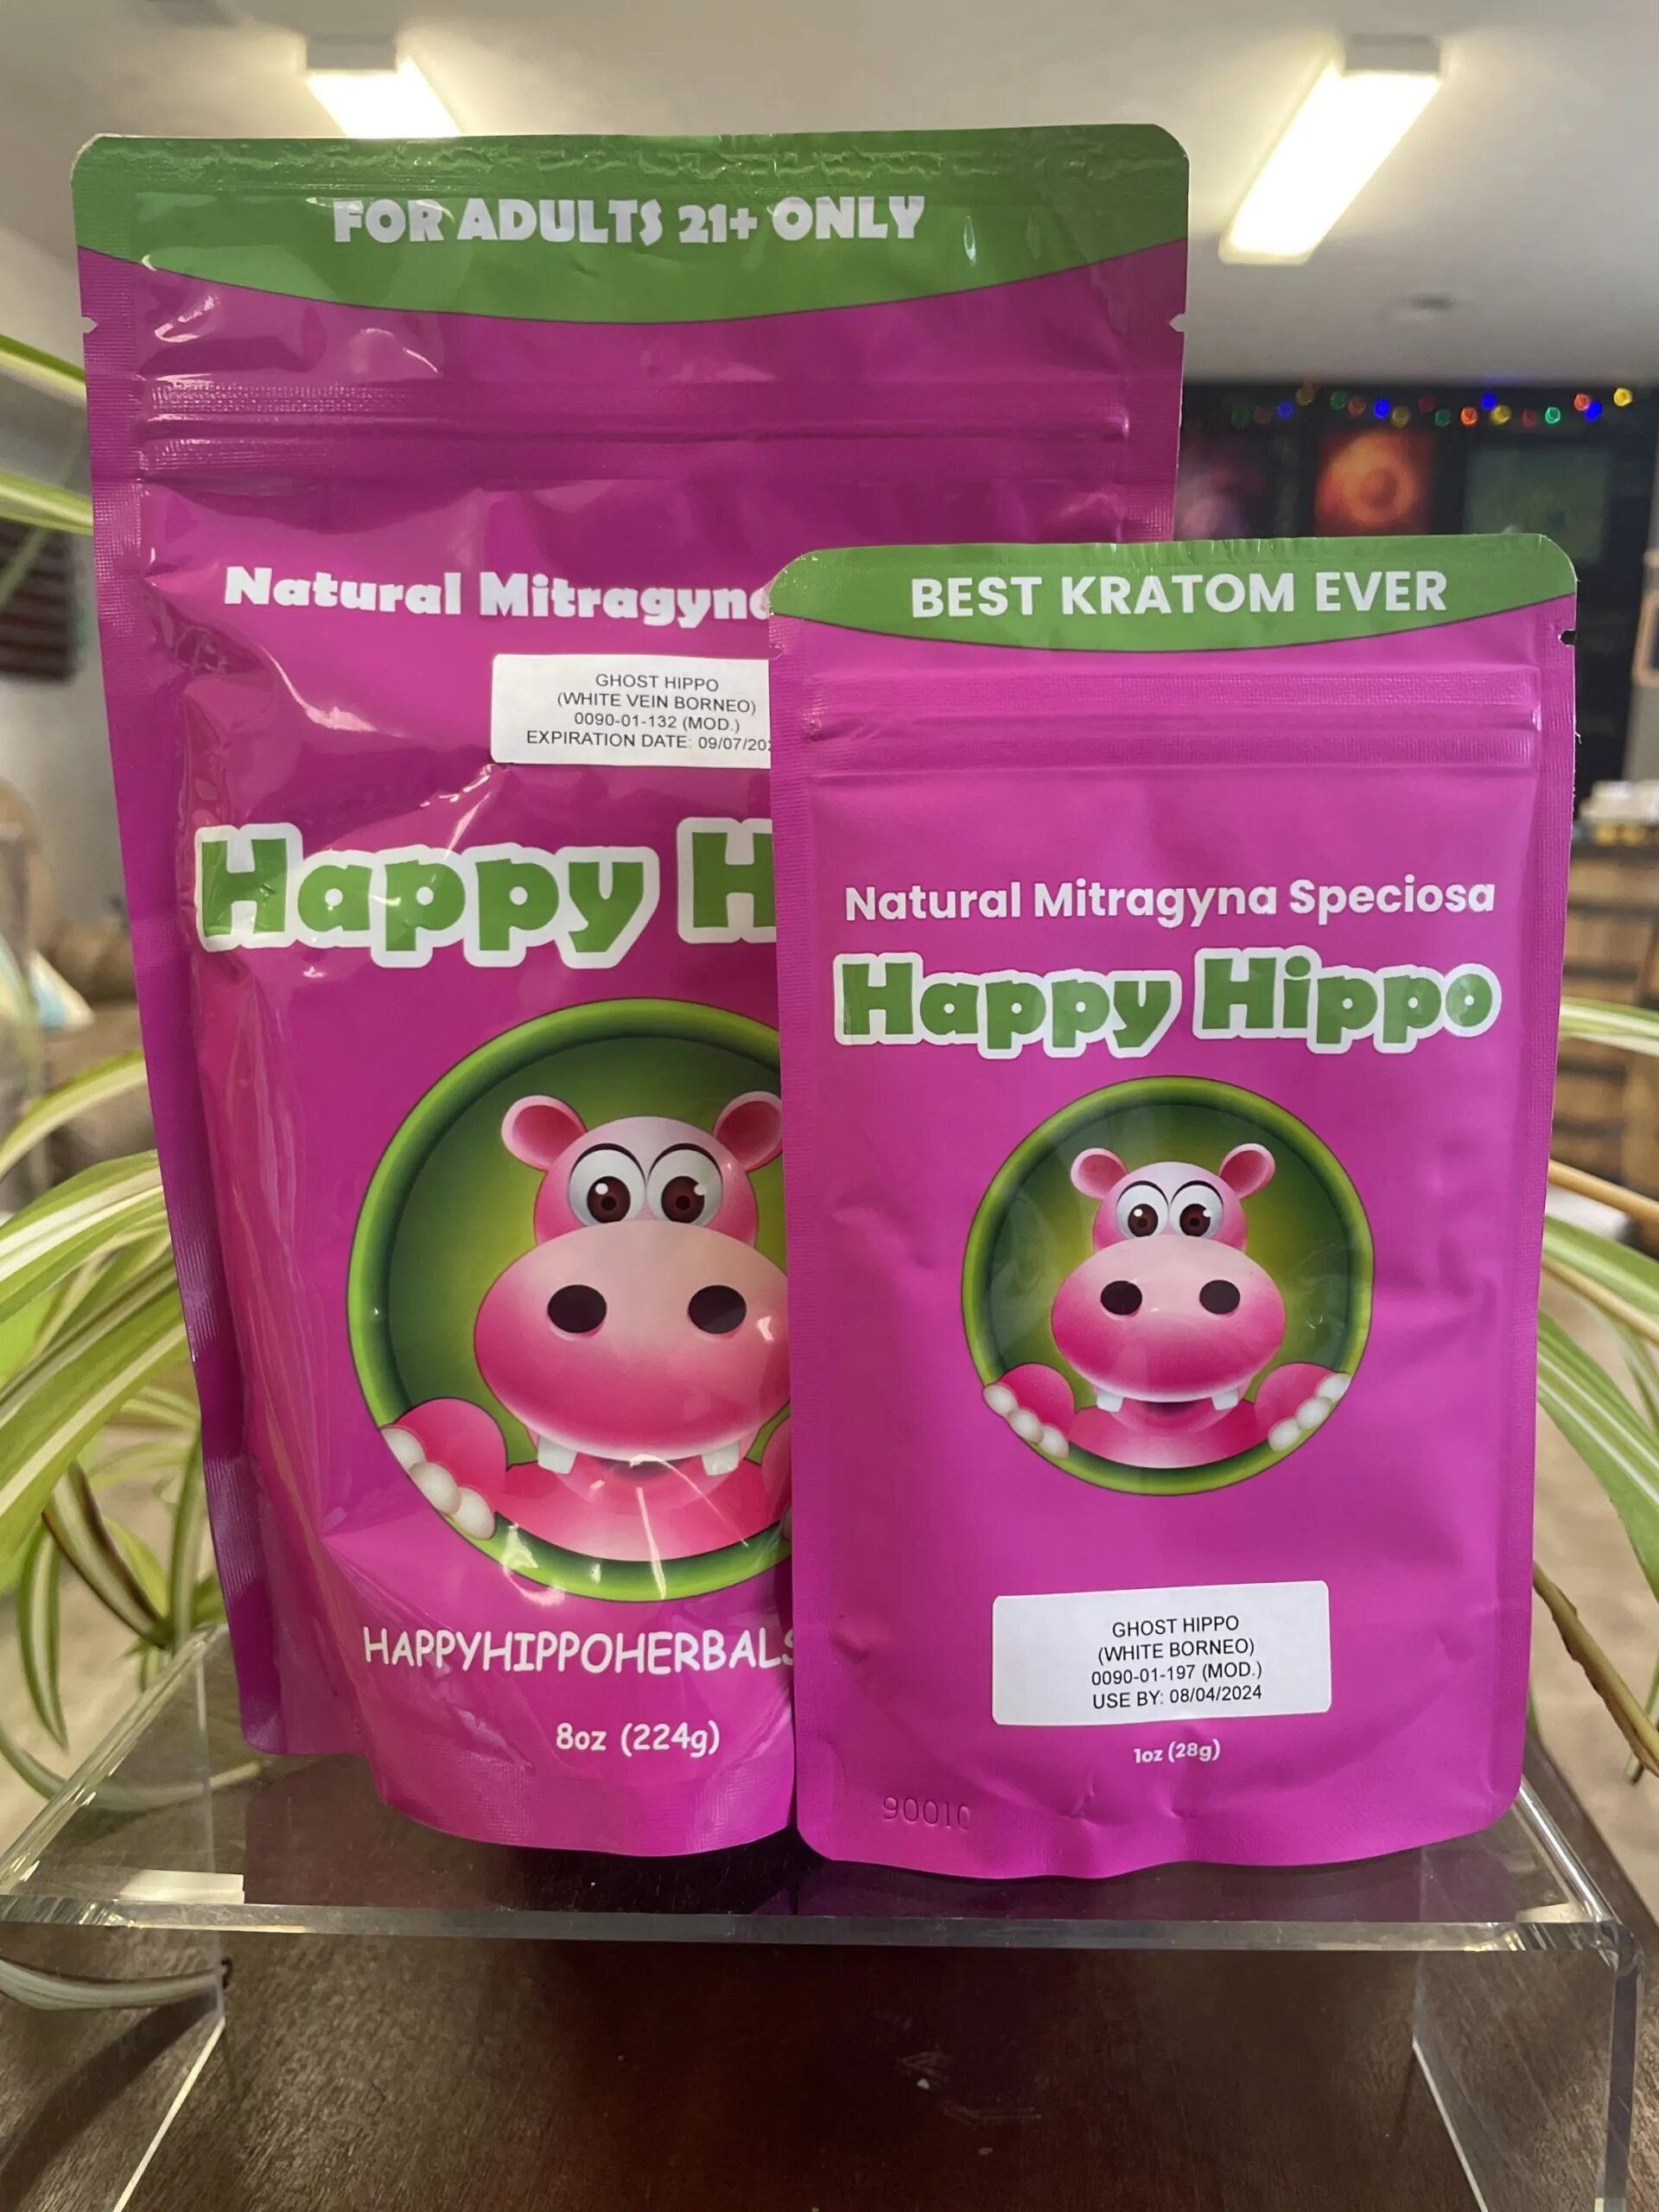 FOR ADULTS 21+ ONLY
Natural Mitragyna
GHOST HIPPO
(WHITE VEIN BORNEO)
0090-01-132 (MOD.)
EXPIRATION DATE: 09/07/202
Happy H
HAPPYHIPPOHERBALS
8oz (224g)
BEST KRATOM EVER
Natural Mitragyna Speciosa
Happy Hippo
GHOST HIPPO
(WHITE BORNEO)
0090-01-197 (MOD.)
USE BY: 08/04/2024
1oz (28g)
90010